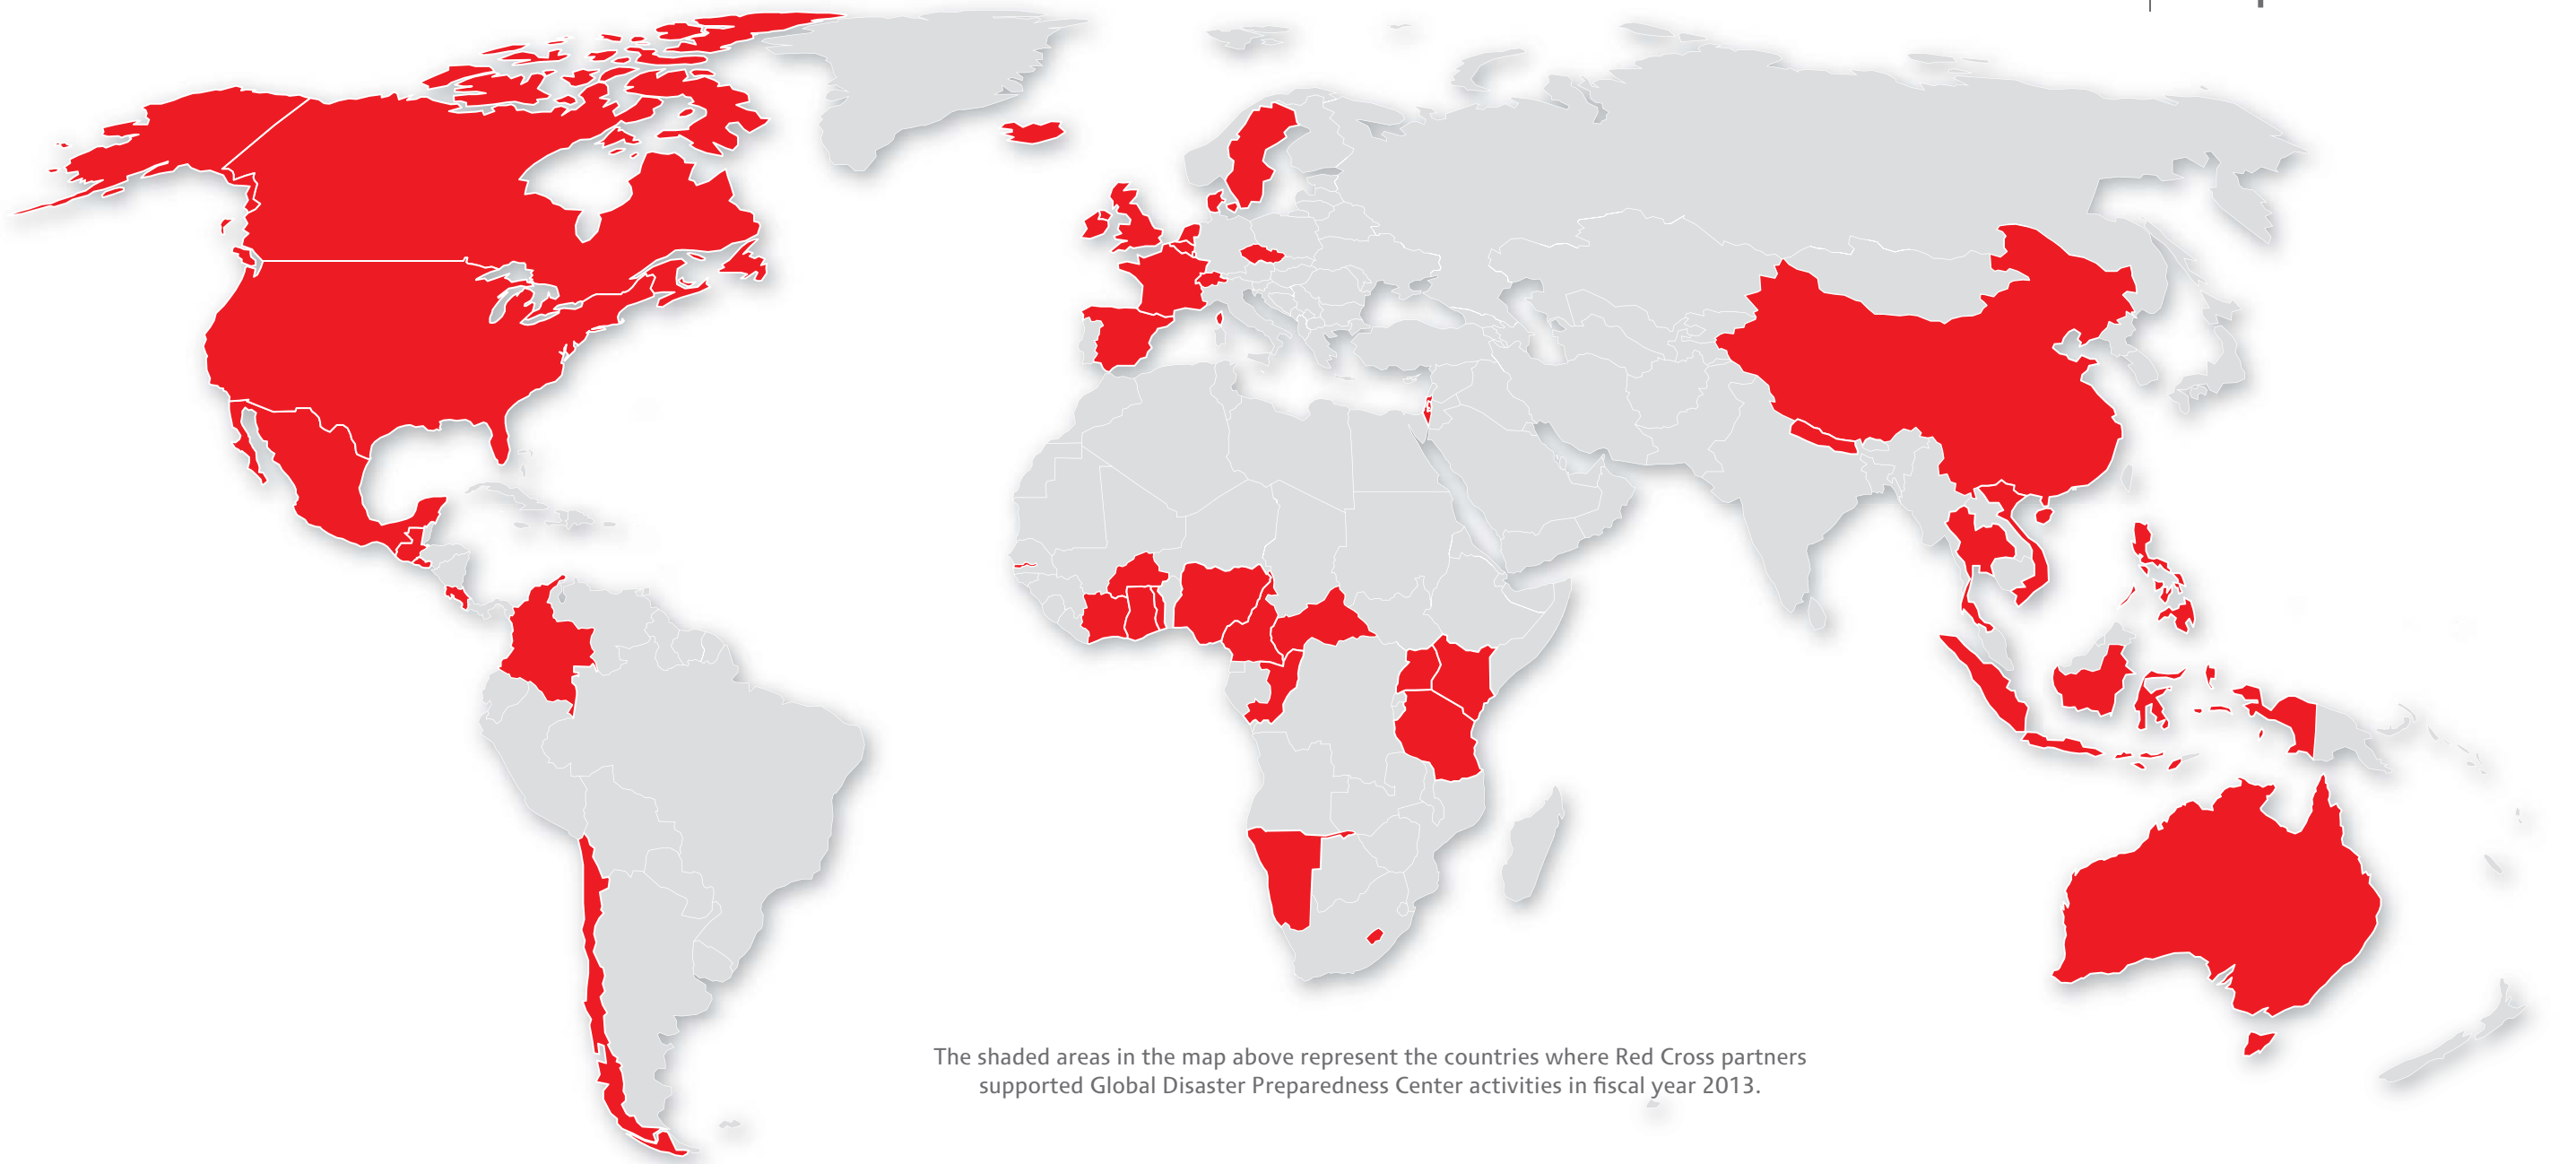 The shaded areas in the map above represent the countries where Red Cross partners
supported Global Disaster Preparedness Center activities in fiscal year 2013.